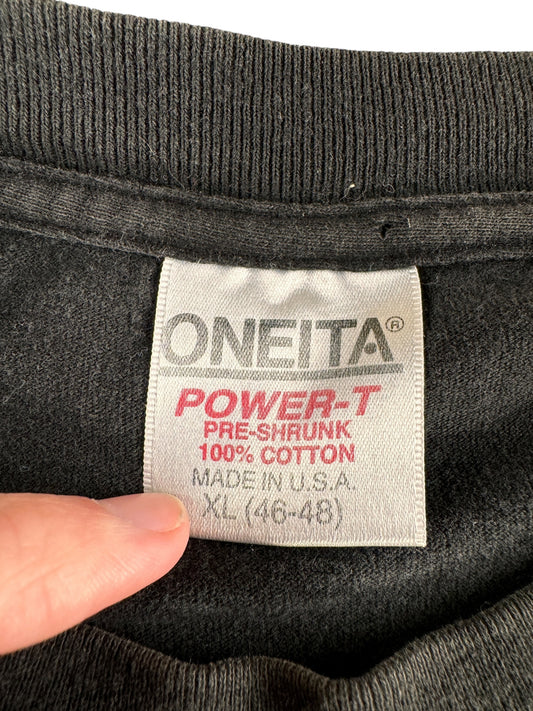 ONEITA®
POWER-T
PRE-SHRUNK
100% COTTON
MADE IN U.S.A.
XL (46-48)